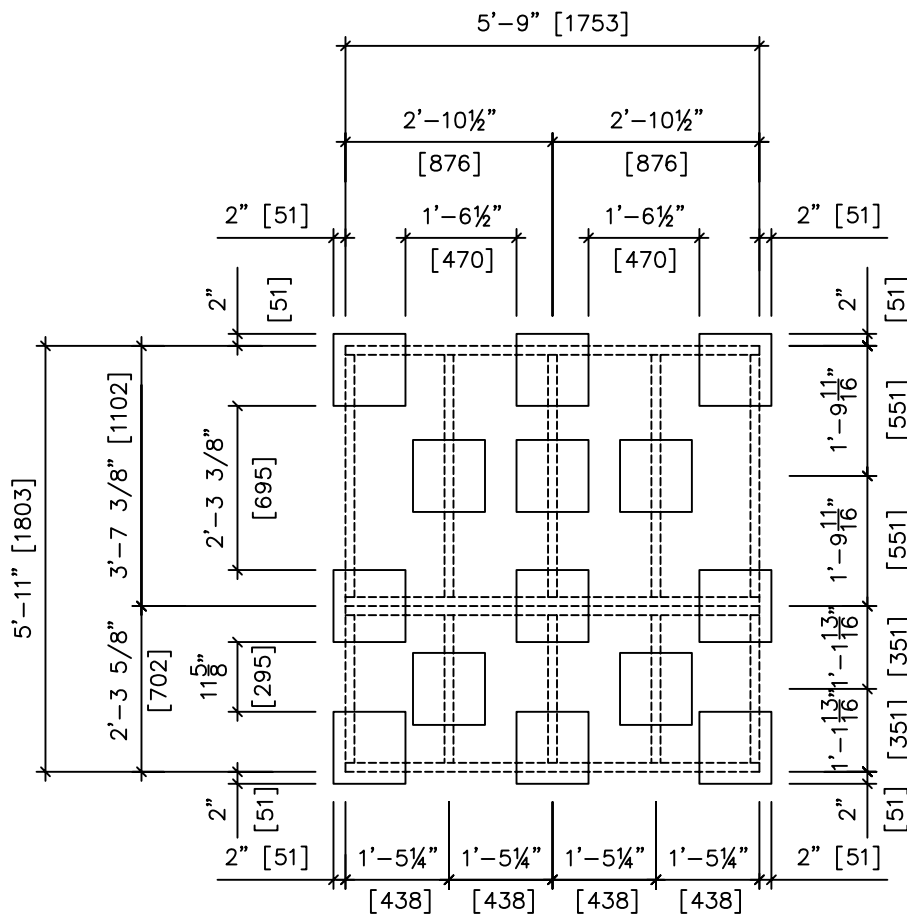 5'-9" [1753]
2'-10½" 2'-10½"
[876] [876]
2" [51] 1'-6½" 1'-6½" 2" [51]
[470] [470]
2" [51]
2" [51]
5'-11" [1803]
3'-7 3/8" [1102]
2'-3 5/8" [702]
2'-3 3/8" [695]
11 5/8" [295]
1'-9 11/16" [551]
1'-9 11/16" [551]
1'-1 13/16" [351]
1'-1 13/16" [351]
2" [51]
2" [51]
2" [51] 1'-5¼" 1'-5¼" 1'-5¼" 1'-5¼" 2" [51]
[438] [438] [438] [438]